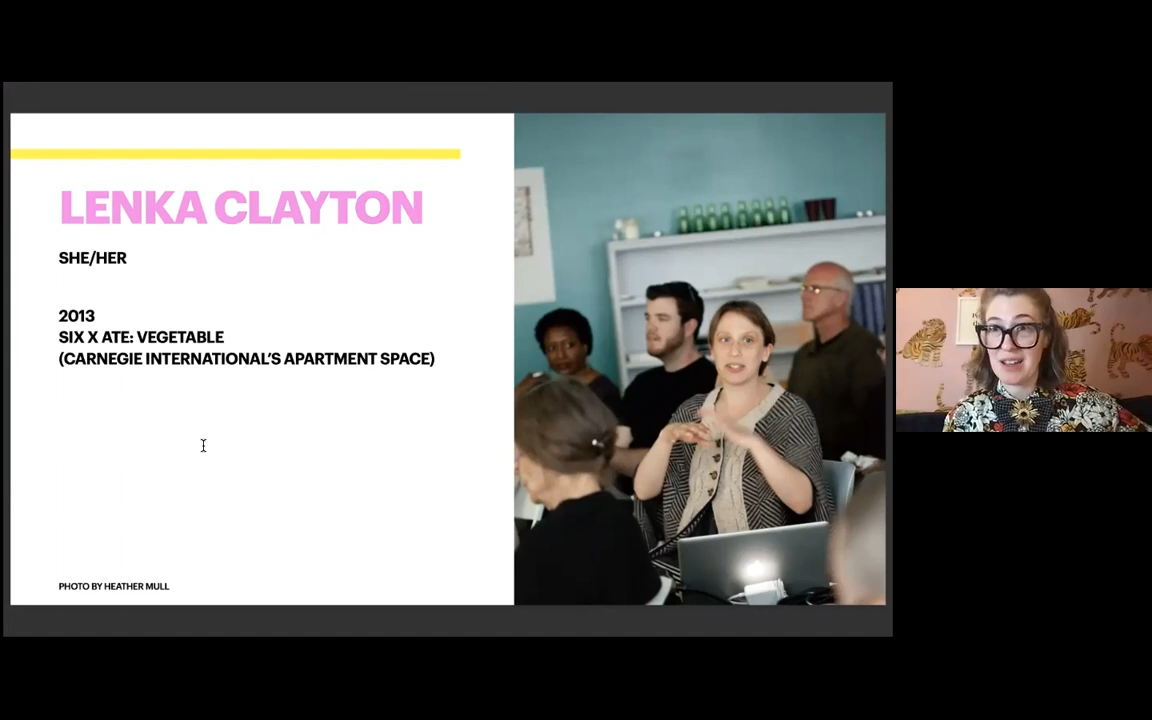 LENKA CLAYTON
SHE/HER
2013
SIX X ATE: VEGETABLE
(CARNEGIE INTERNATIONAL'S APARTMENT SPACE)
PHOTO BY HEATHER MULL